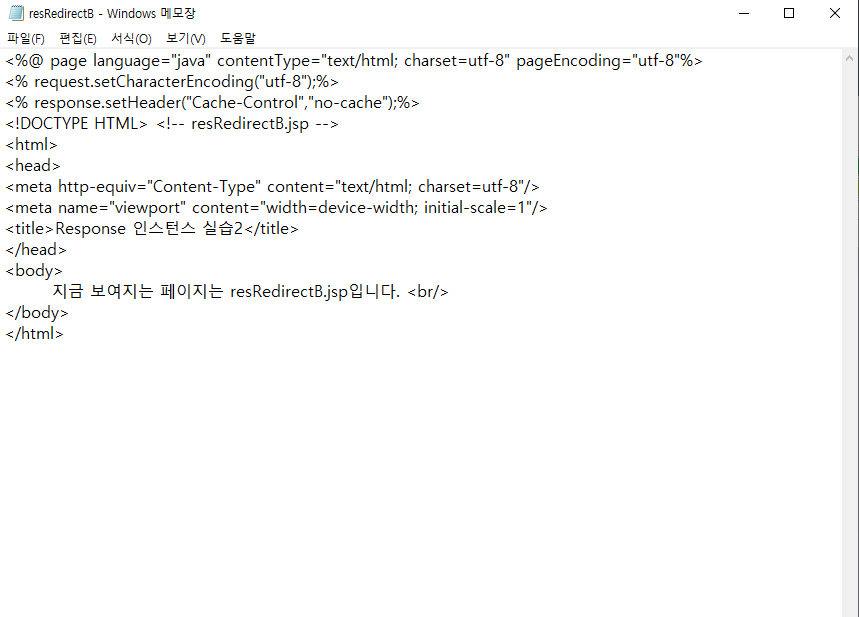 resRedirectB - Windows 메모장
파일(F) 편집(E) 서식(O) 보기(V) 도움말
<%@ page language="java" contentType="text/html; charset=utf-8" pageEncoding="utf-8"%>
<% request.setCharacterEncoding("utf-8");%>
<% response.setHeader("Cache-Control","no-cache");%>
<!DOCTYPE HTML> <!-- resRedirectB.jsp -->
<html>
<head>
<meta http-equiv="Content-Type" content="text/html; charset=utf-8"/>
<meta name="viewport" content="width=device-width; initial-scale=1"/>
<title>Response 인스턴스 실습2</title>
</head>
<body>
지금 보여지는 페이지는 resRedirectB.jsp입니다. <br/>
</body>
</html>